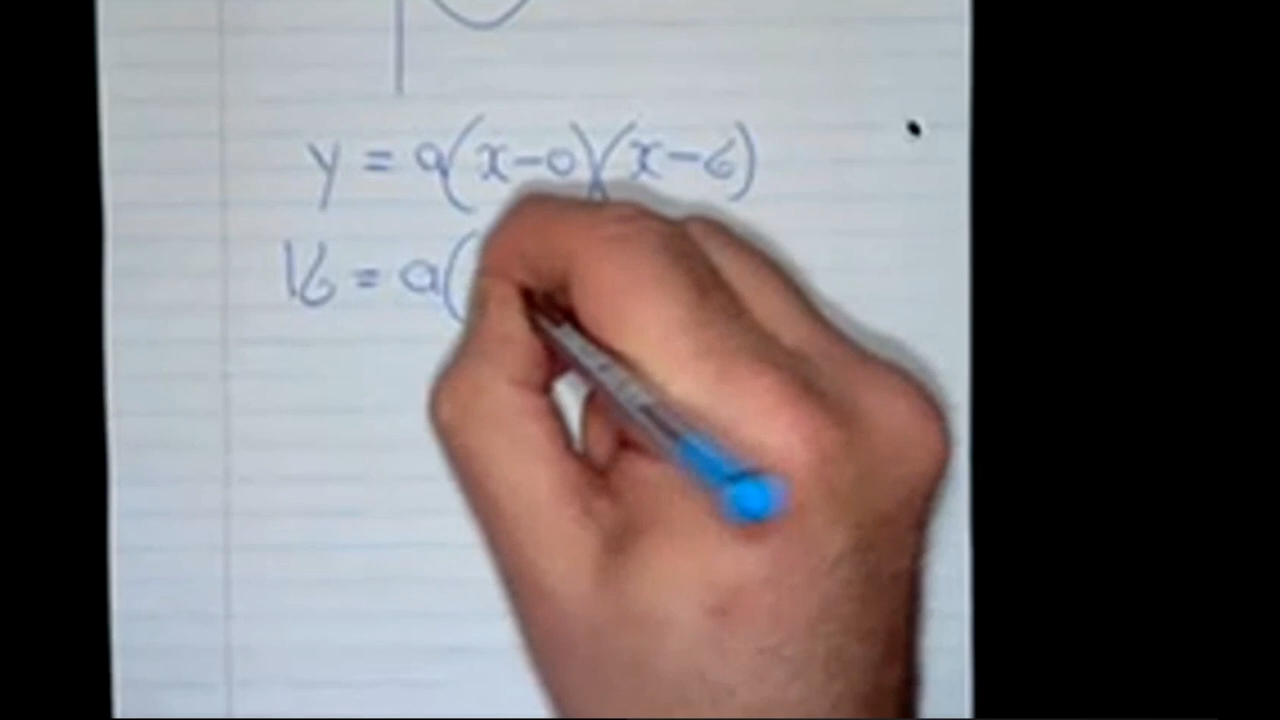 y = a(x-0)(x-6)
16 = a(